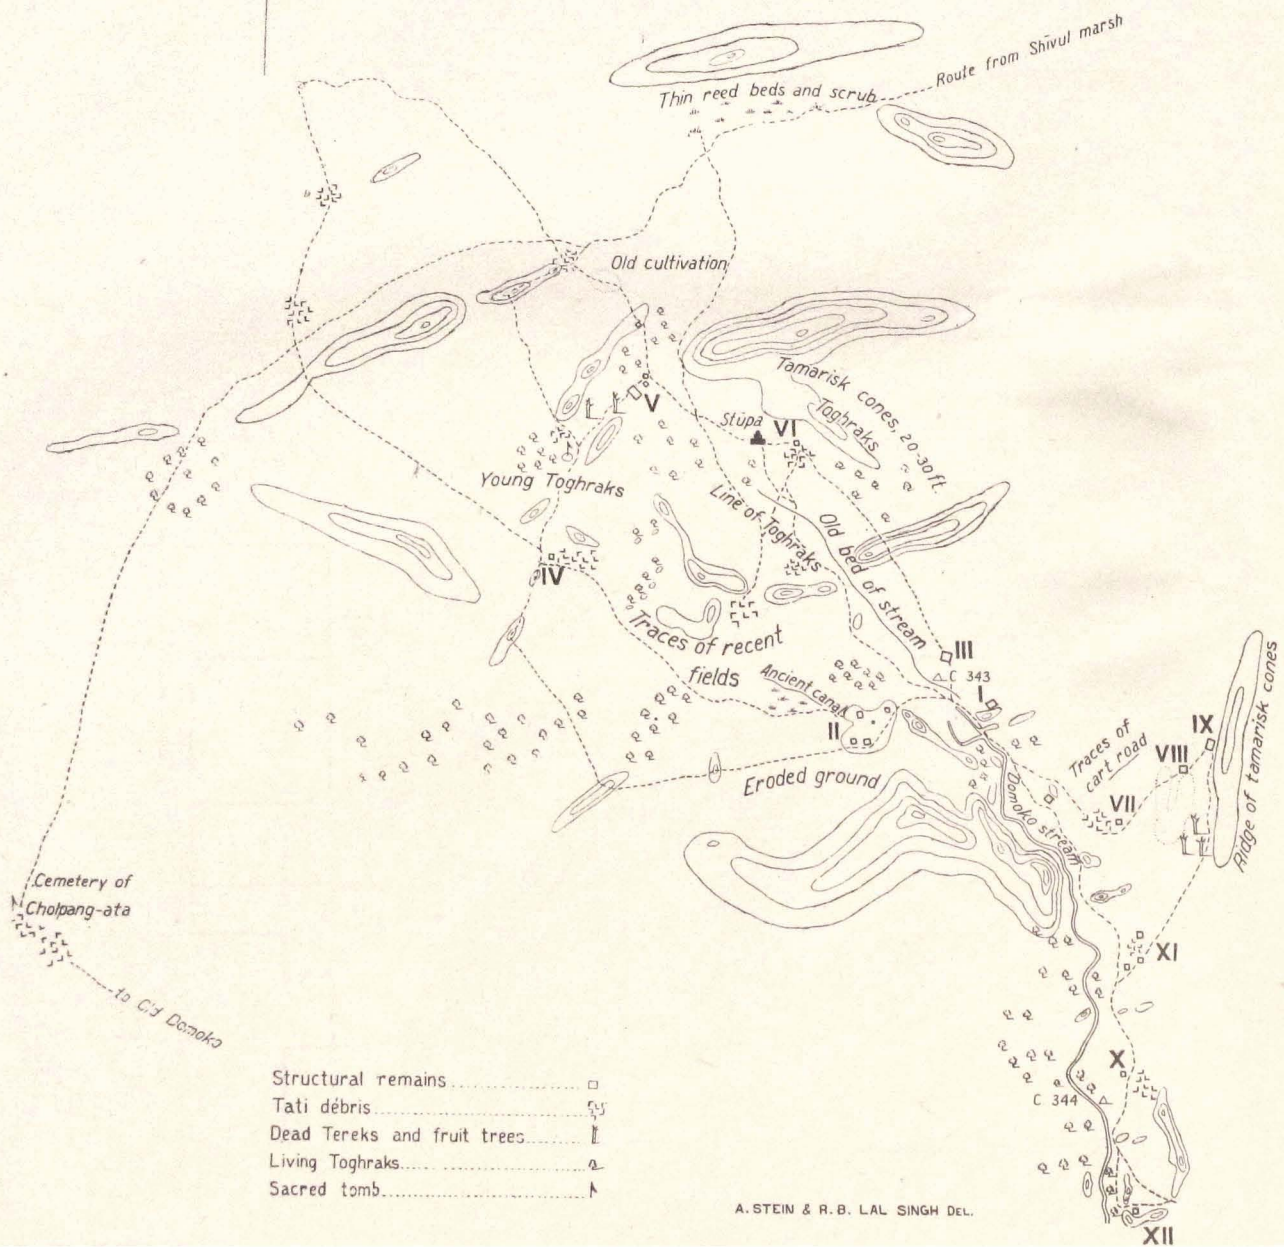 Route from Shīvul marsh
Thin reed beds and scrub
Old cultivation
Tamarisk cones, 20-30 ft.
Toghraks
V
Stūpa
VI
Young Toghraks
Line of Toghraks
Old bed of stream
IV
Traces of recent
fields
III
C 343
I
Ancient canal
II
Eroded ground
Domoko stream
Traces of
cart road
IX
VIII
VII
Ridge of tamarisk cones
Cemetery of
Cholpang-ata
to Old Domoko
XI
X
C 344
XII
Structural remains
Tati débris
Dead Tereks and fruit trees
Living Toghraks
Sacred tomb
A. STEIN & R. B. LAL SINGH DEL.